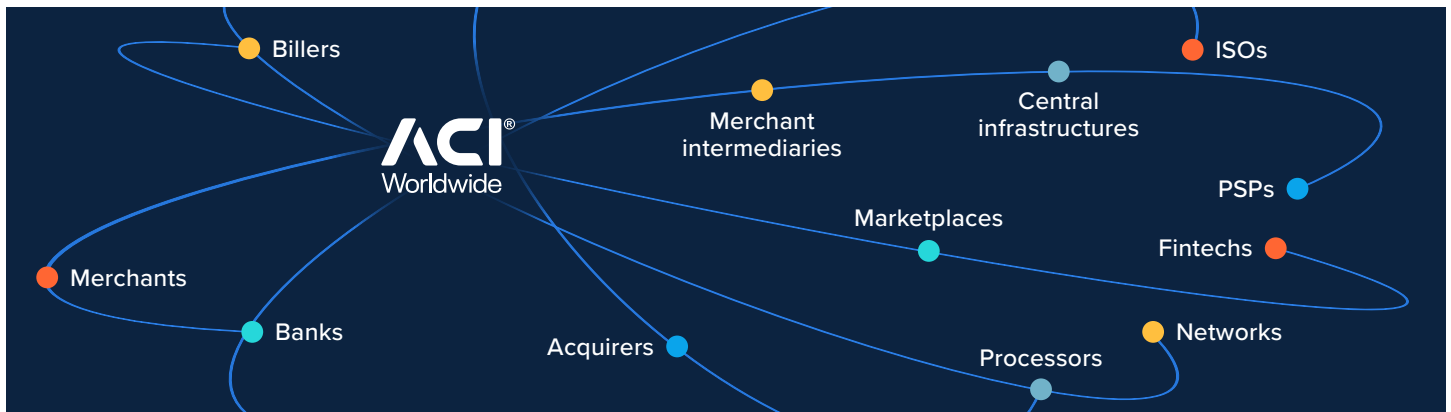 Billers
ISOs
ACI®
Worldwide
Merchant
intermediaries
Central
infrastructures
PSPs
Marketplaces
Fintechs
Merchants
Banks
Acquirers
Networks
Processors